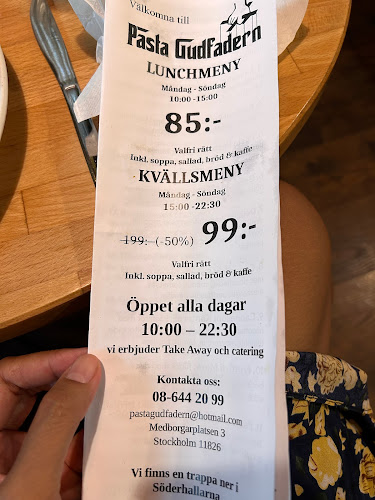 Välkomna till
Pasta Gudfadern
LUNCHMENY
Måndag - Söndag
10:00 -15:00
85:-
Valfri rätt
Inkl. soppa, sallad, bröd & kaffe
KVÄLLSMENY
Måndag - Söndag
15:00 -22:30
199:- (-50%) 99:-
Valfri rätt
Inkl. soppa, sallad, bröd & kaffe
Öppet alla dagar
10:00 – 22:30
vi erbjuder Take Away och catering
Kontakta oss:
08-644 20 99
pastagudfadern@hotmail.com
Medborgarplatsen 3
Stockholm 11826
Vi finns en trappa ner i
Söderhallarna